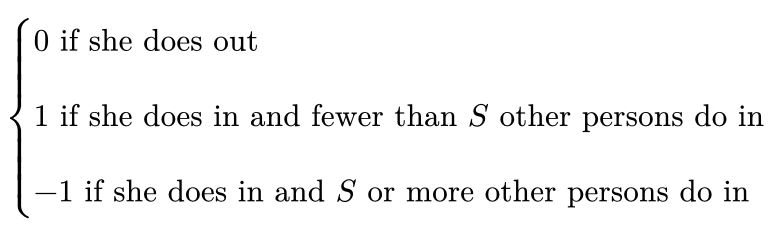 0 if she does out
1 if she does in and fewer than S other persons do in
−1 if she does in and S or more other persons do in